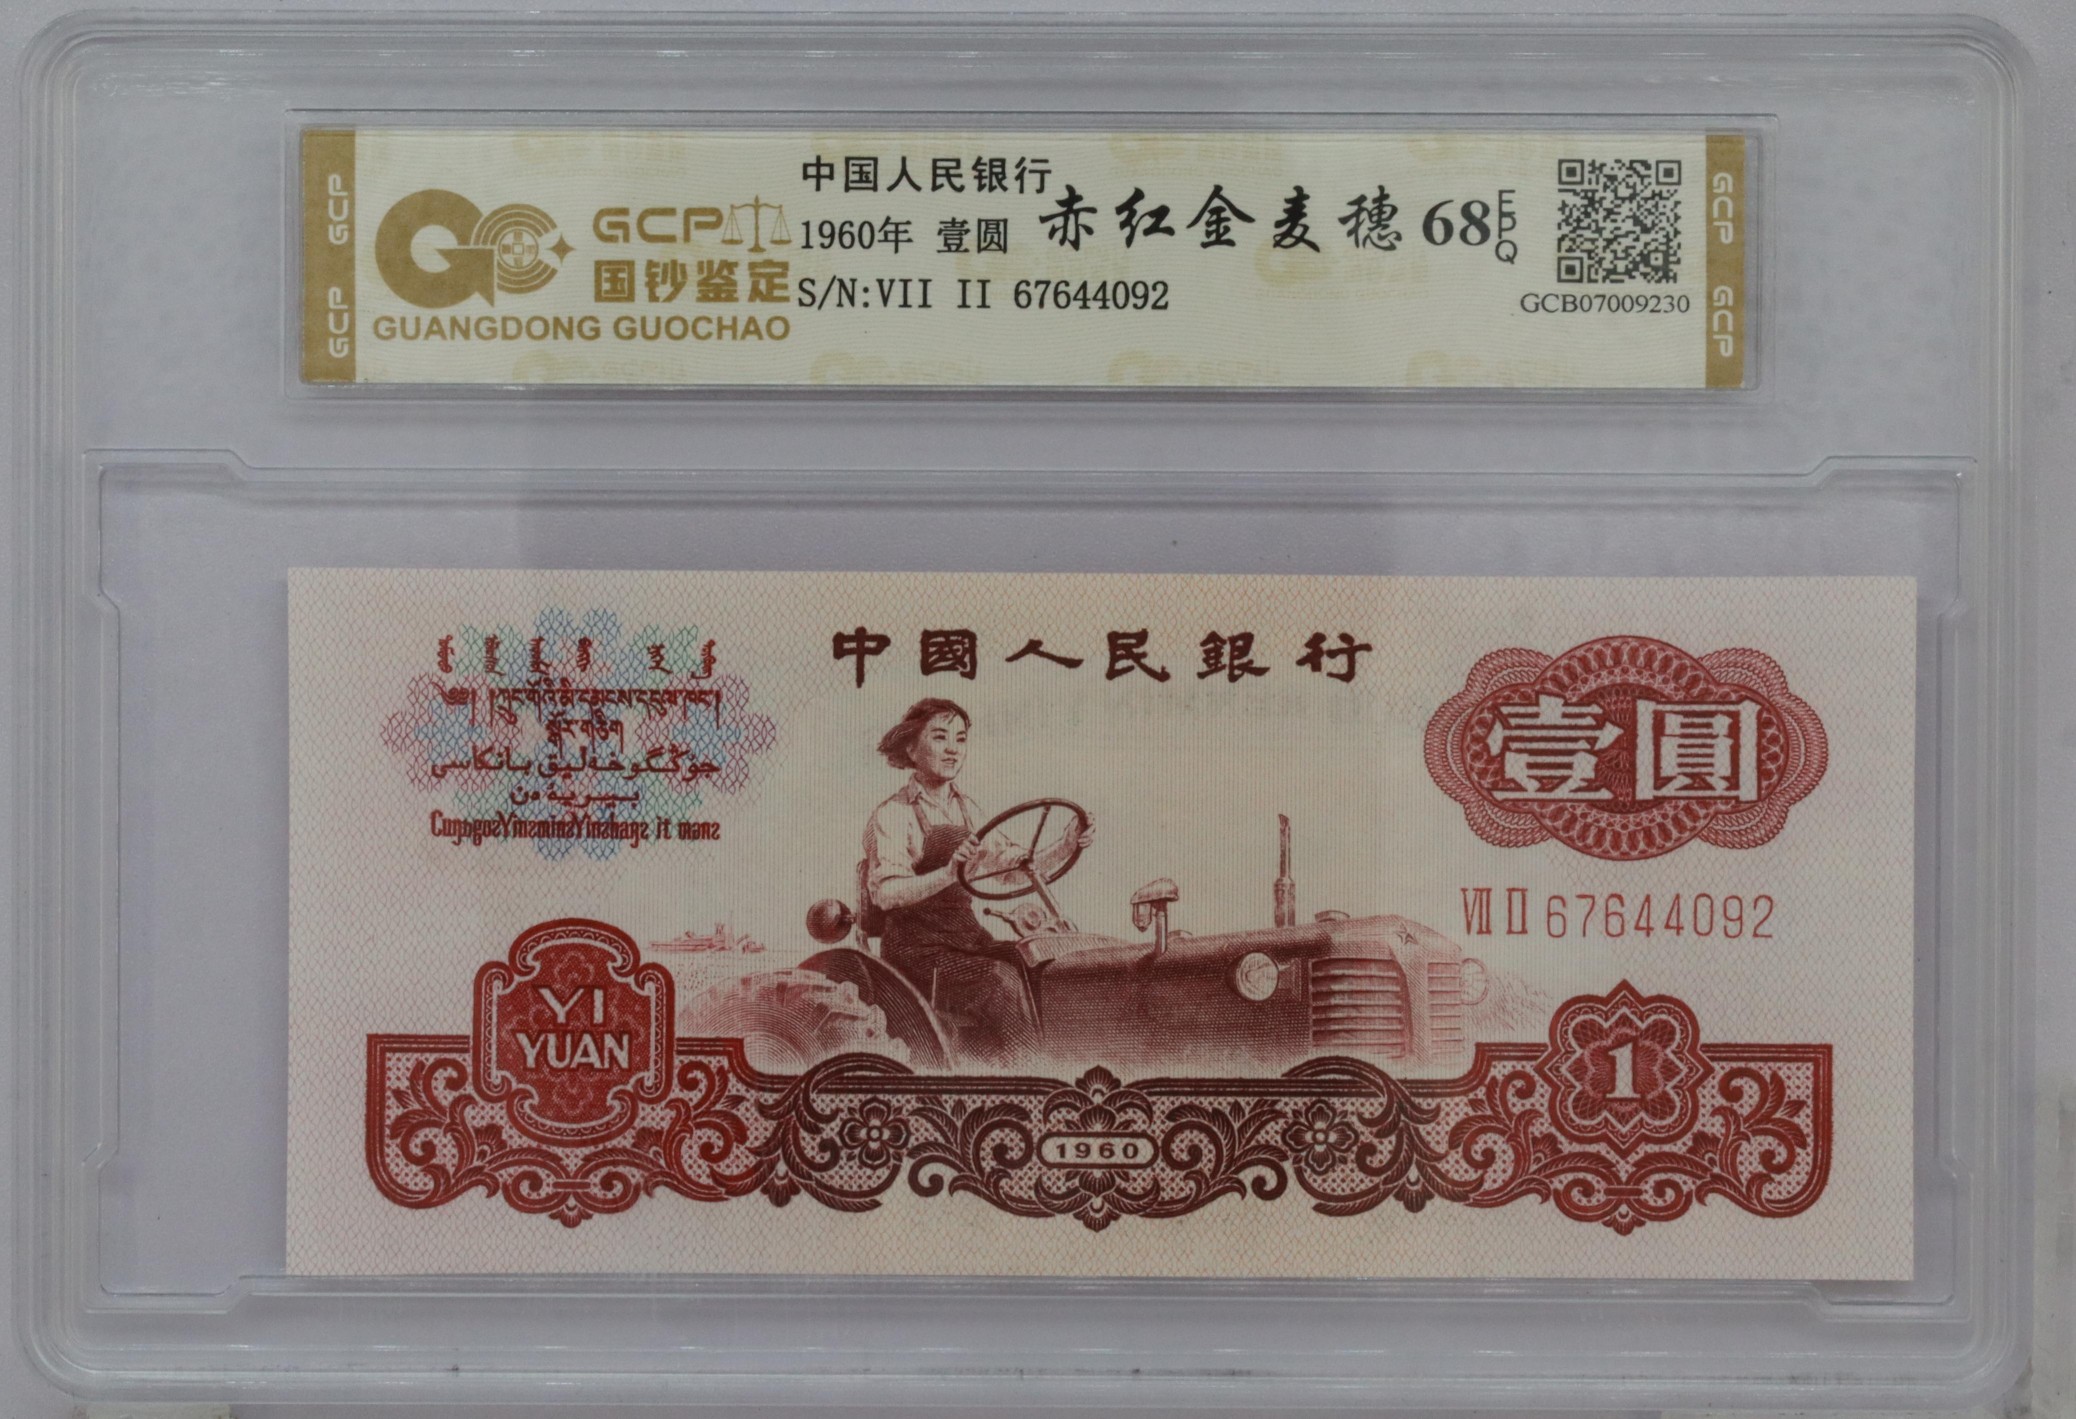 GCP GCP
GCP
国钞鉴定
GUANGDONG GUOCHAO
中国人民银行
1960年 壹圆
赤红金麦穗
68 EPQ
S/N:VII II 67644092
GCB07009230
GCP GCP
中國人民銀行
壹圓
VII II 67644092
YI
YUAN
1
1960